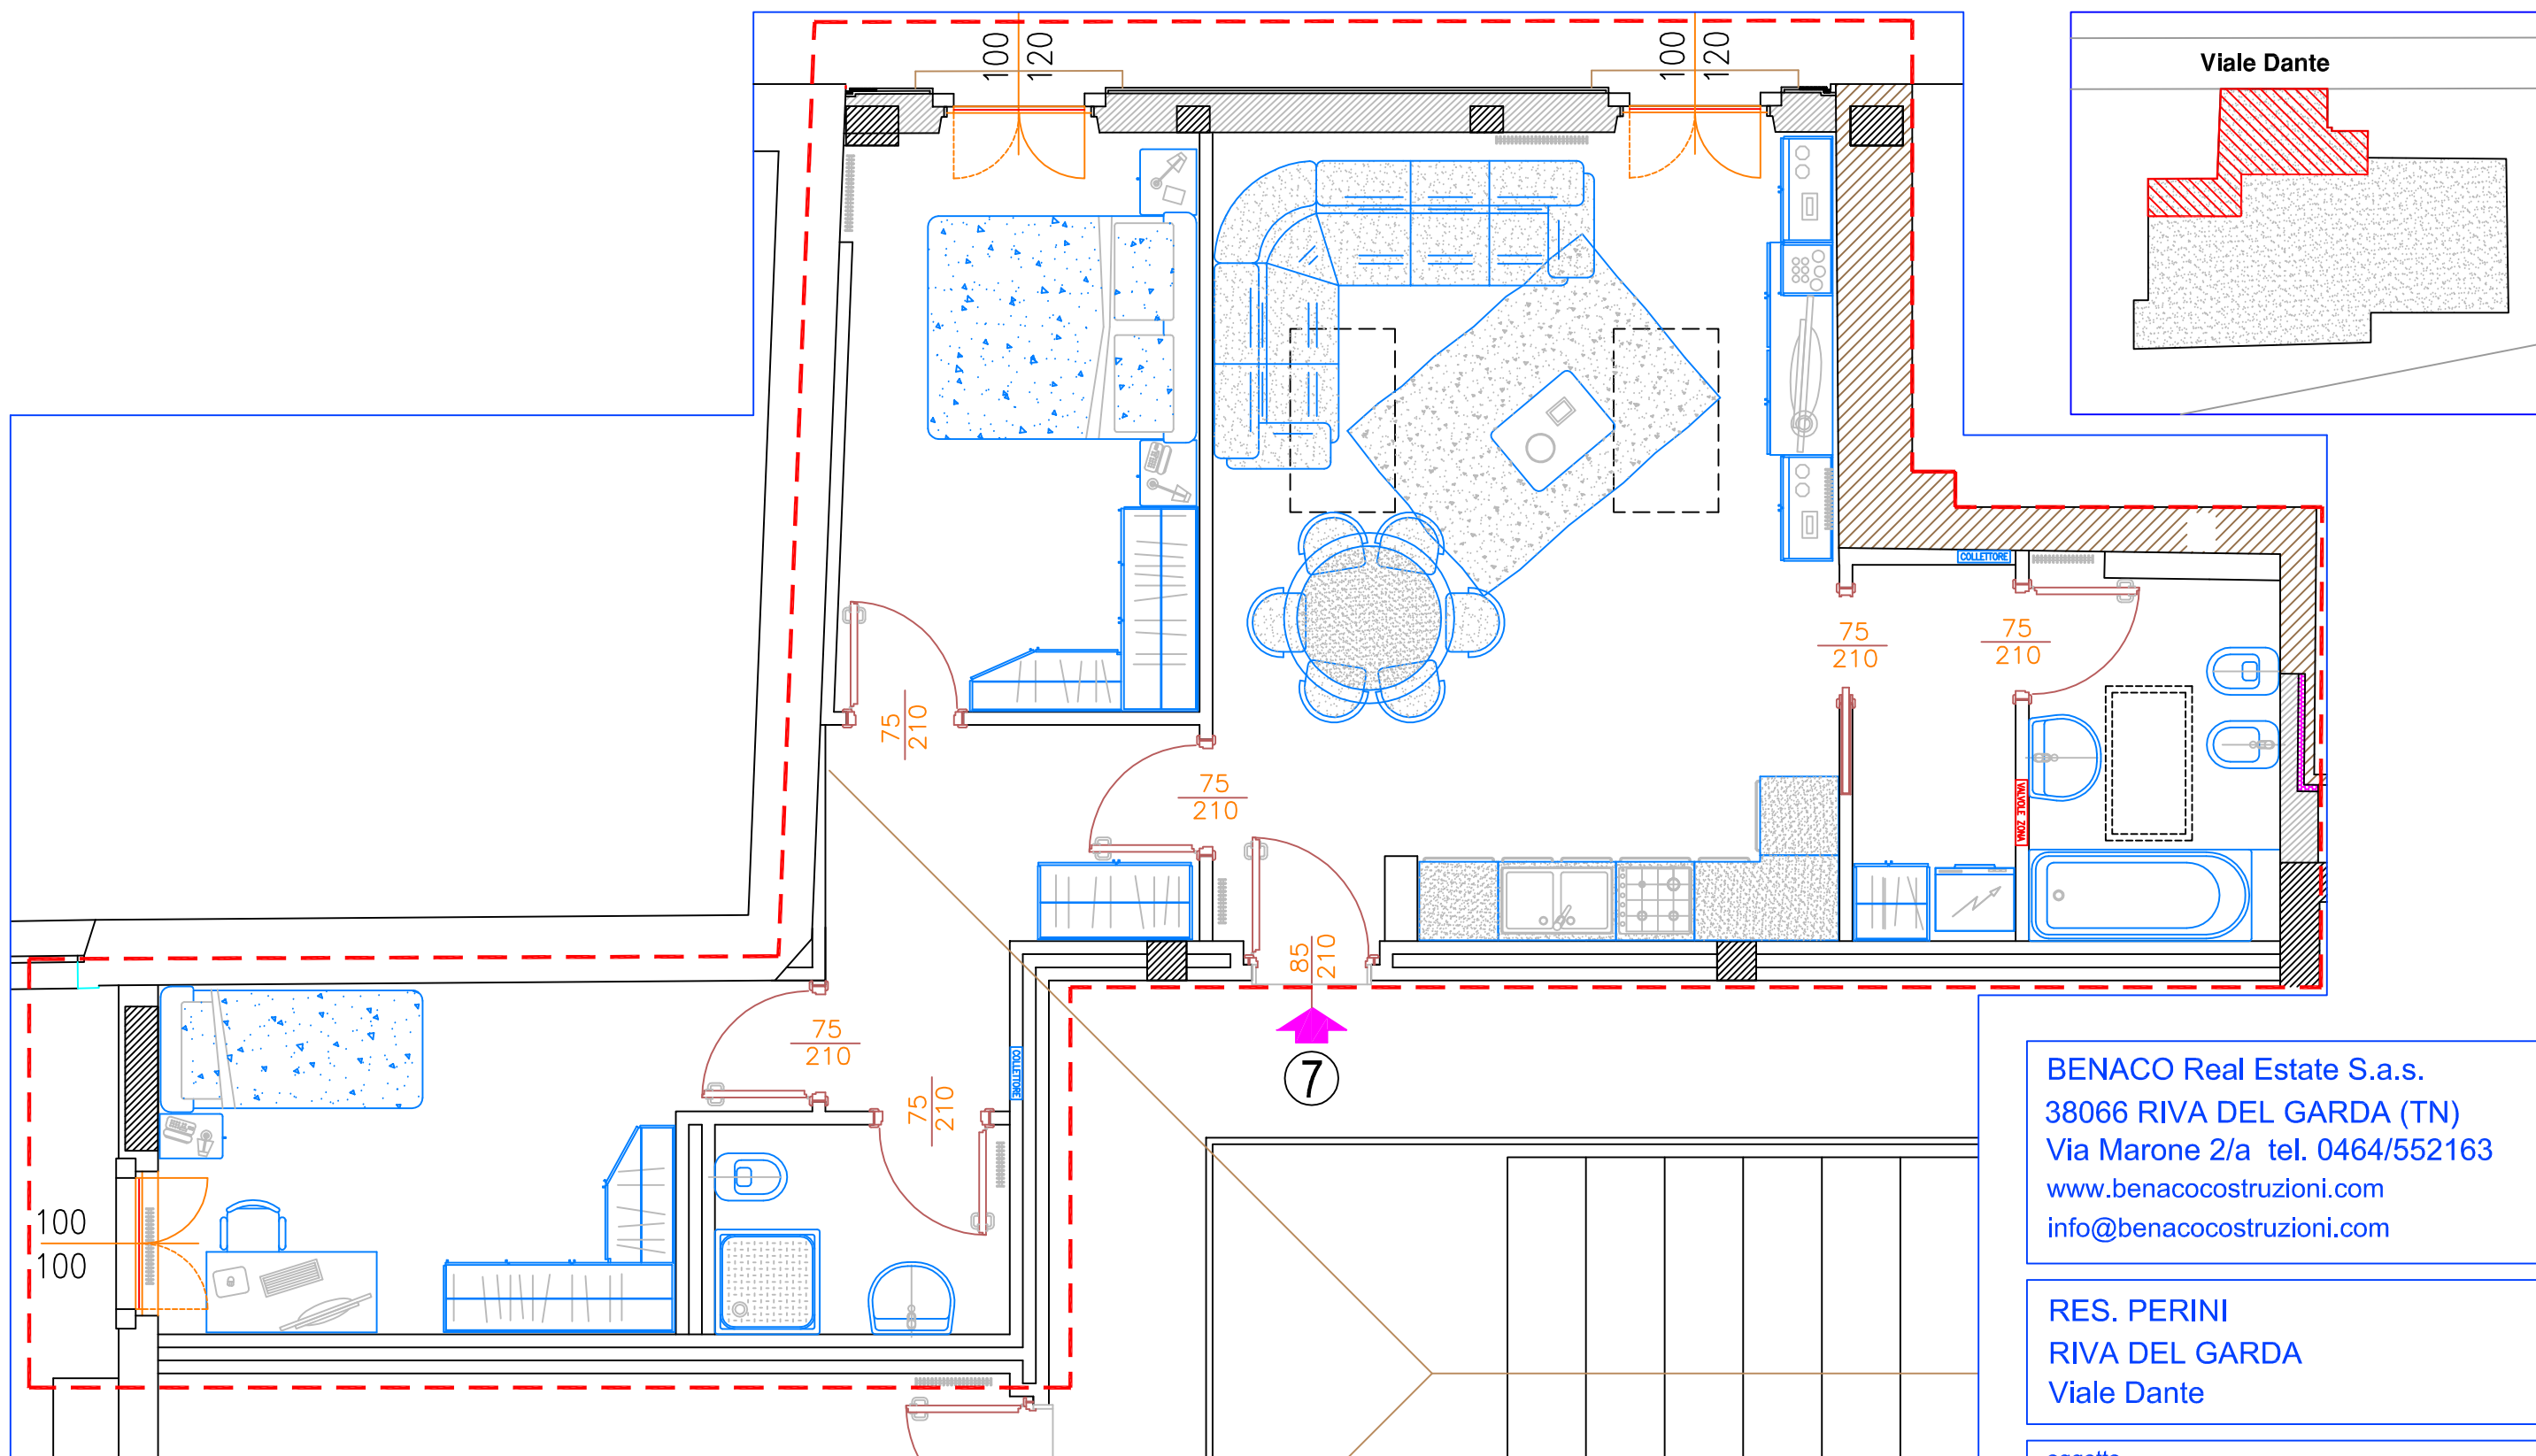 100
120
100
120
Viale Dante
COLLETTORE
75
210
75
210
75
210
75
210
VALVOLE ZONA
85
210
75
210
COLLETTORE
75
210
7
100
100
BENACO Real Estate S.a.s.
38066 RIVA DEL GARDA (TN)
Via Marone 2/a tel. 0464/552163
www.benacocostruzioni.com
info@benacocostruzioni.com
RES. PERINI
RIVA DEL GARDA
Viale Dante